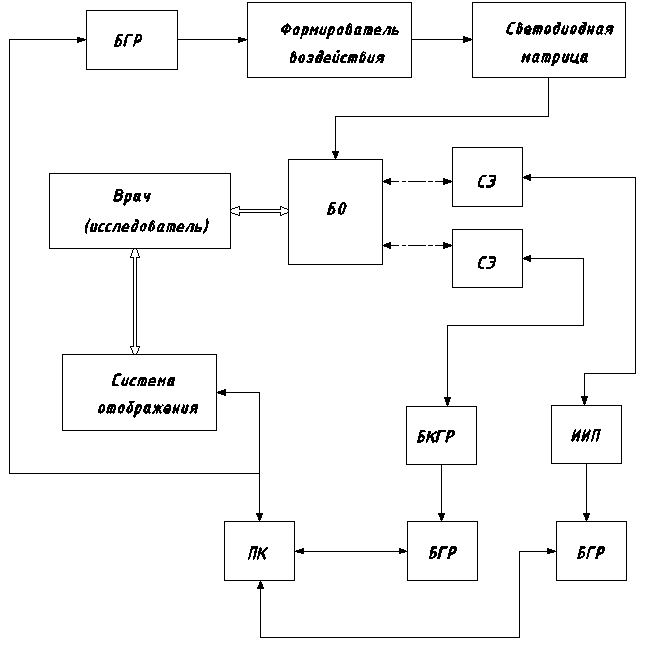 БГР
Формирователь
воздействия
Светодиодная
матрица
Врач
(исследователь)
БО
СЭ
СЭ
Система
отображения
БКГР
ИИП
ПК
БГР
БГР